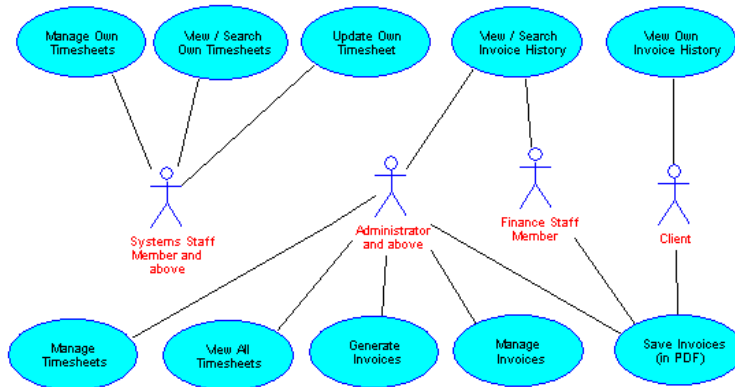 Manage Own
Timesheets
View / Search
Own Timesheets
Update Own
Timesheet
View / Search
Invoice History
View Own
Invoice History
Systems Staff
Member and
above
Administrator
and above
Finance Staff
Member
Client
Manage
Timesheets
View All
Timesheets
Generate
Invoices
Manage
Invoices
Save Invoices
(in PDF)